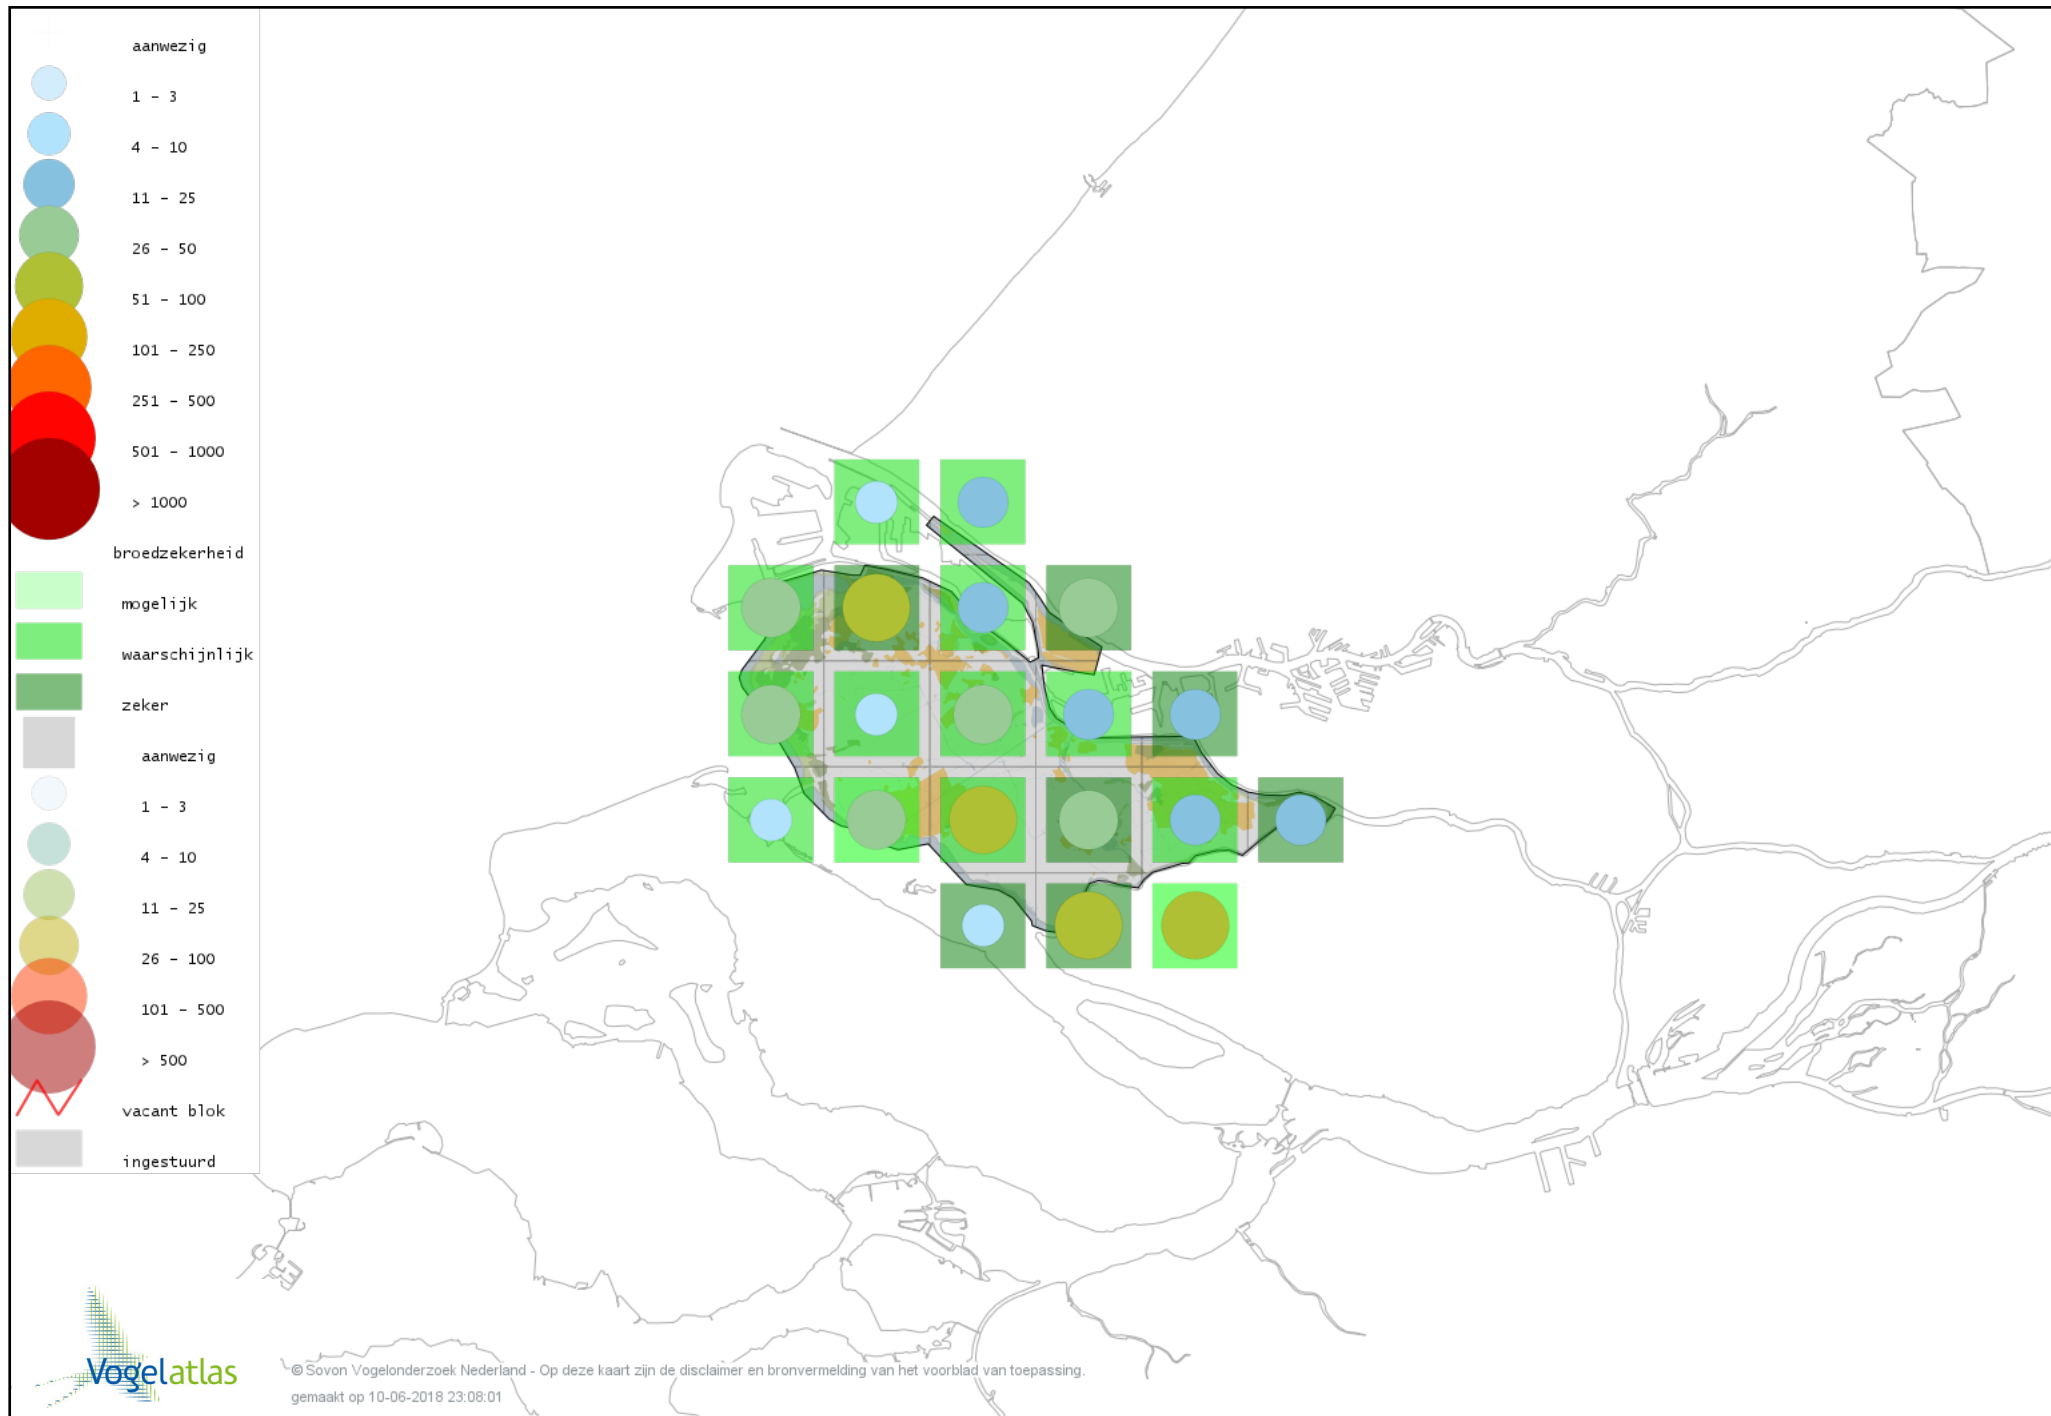 aanwezig
1 - 3
4 - 10
11 - 25
26 - 50
51 - 100
101 - 250
251 - 500
501 - 1000
> 1000
broedzekerheid
mogelijk
waarschijnlijk
zeker
aanwezig
1 - 3
4 - 10
11 - 25
26 - 100
101 - 500
> 500
vacant blok
ingestuurd
Vogelatlas
© Sovon Vogelonderzoek Nederland - Op deze kaart zijn de disclaimer en bronvermelding van het voorblad van toepassing.
gemaakt op 10-06-2018 23:08:01